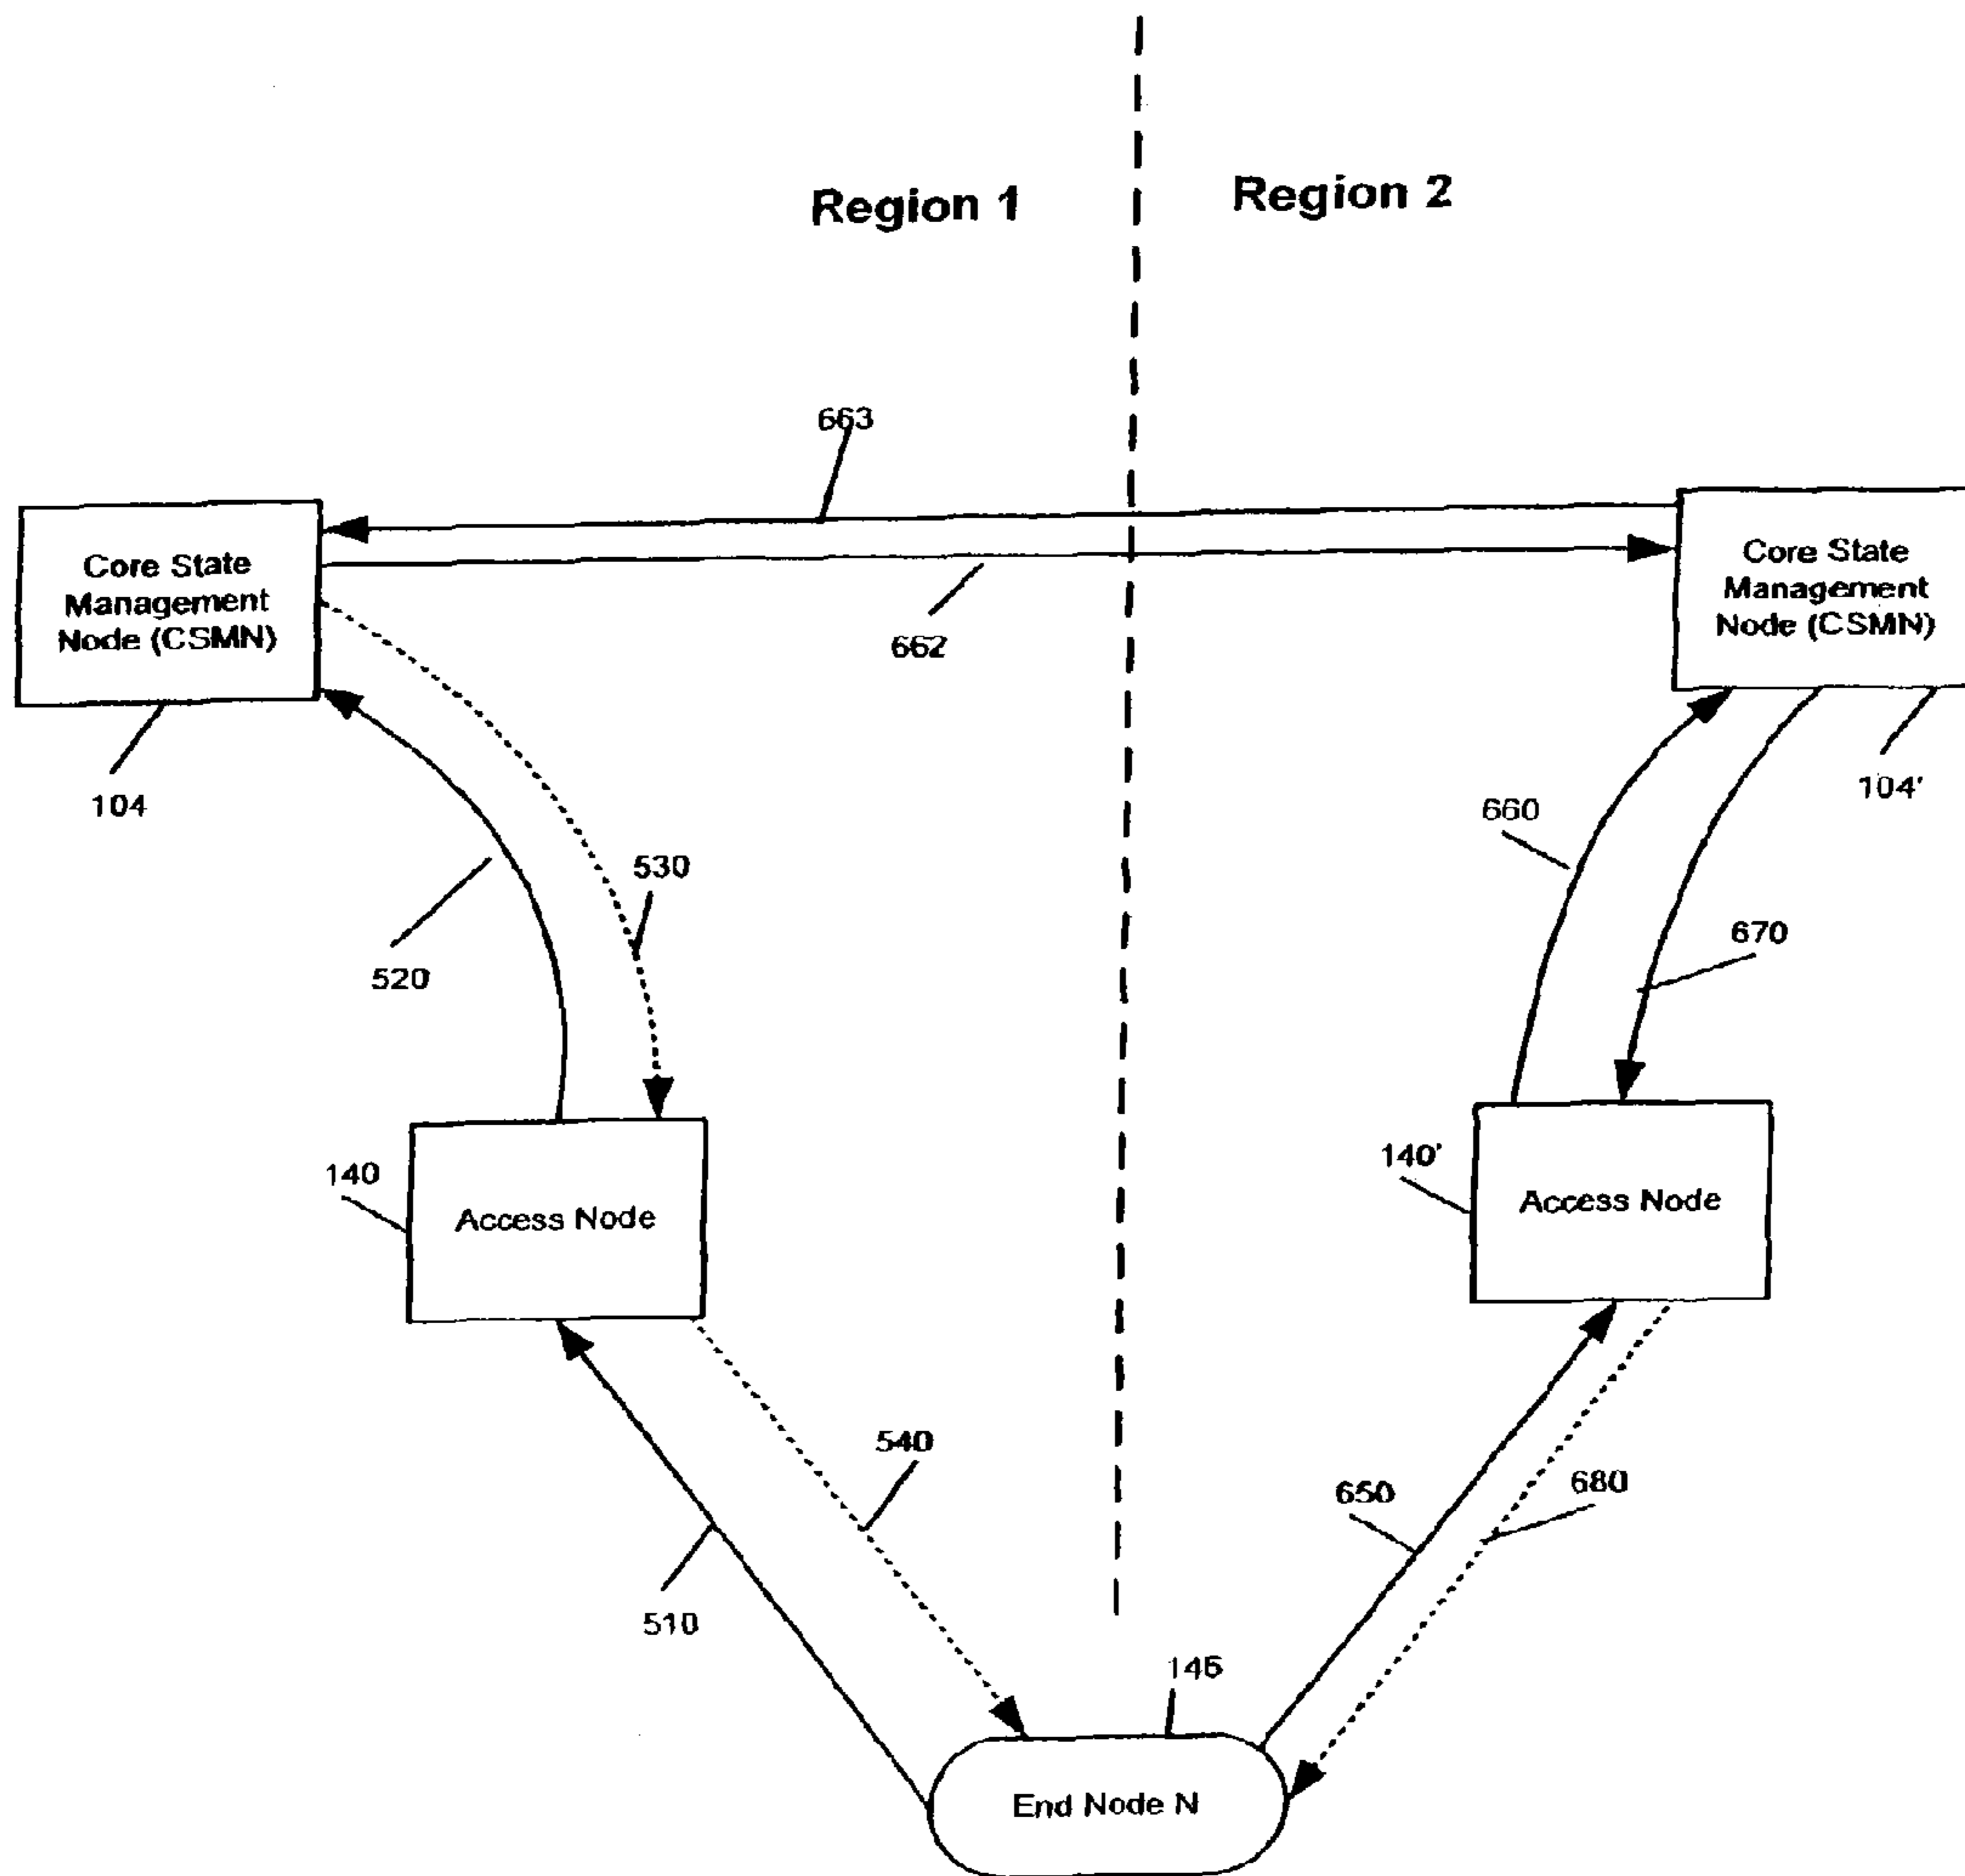 Region 1
Region 2
663
Core State
Management
Node (CSMN)
662
Core State
Management
Node (CSMN)
104
104'
660
530
520
670
140
Access Node
140'
Access Node
540
650
680
510
145
End Node N